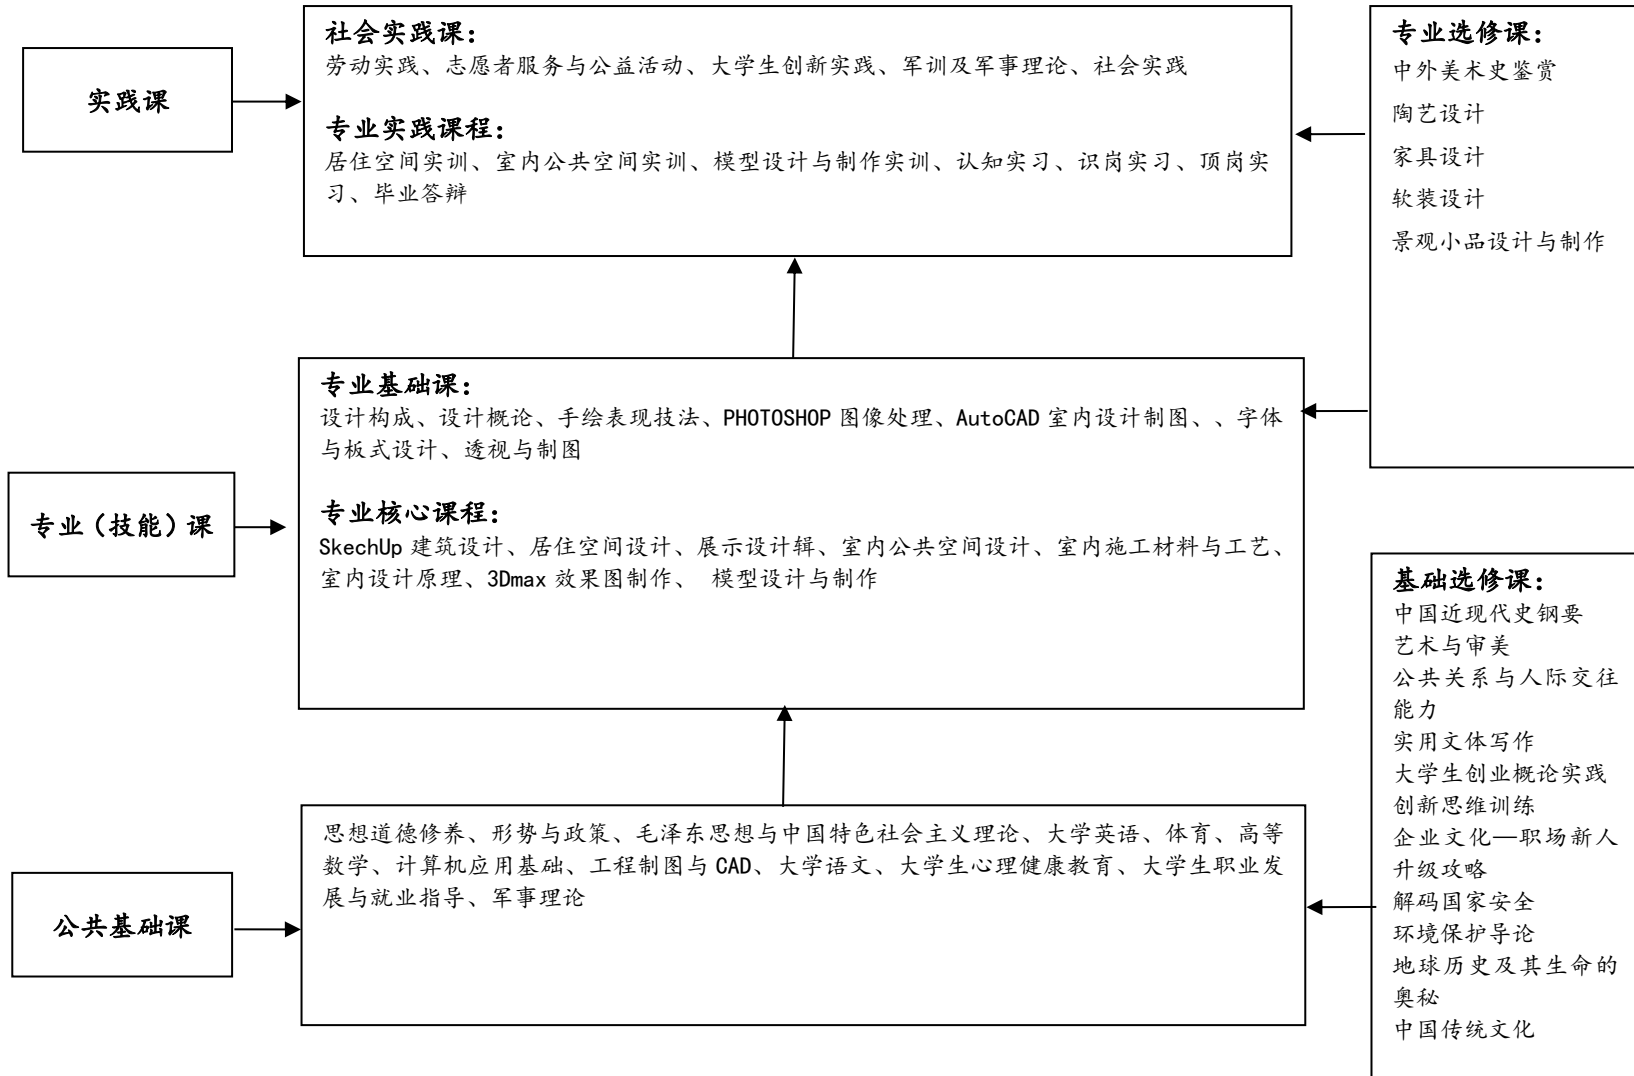 实践课
社会实践课：
劳动实践、志愿者服务与公益活动、大学生创新实践、军训及军事理论、社会实践
专业实践课程：
居住空间实训、室内公共空间实训、模型设计与制作实训、认知实习、识岗实习、顶岗实
习、毕业答辩
专业选修课：
中外美术史鉴赏
陶艺设计
家具设计
软装设计
景观小品设计与制作
专业（技能）课
专业基础课：
设计构成、设计概论、手绘表现技法、PHOTOSHOP 图像处理、AutoCAD 室内设计制图、、字体
与板式设计、透视与制图
专业核心课程：
SkechUp 建筑设计、居住空间设计、展示设计辑、室内公共空间设计、室内施工材料与工艺、
室内设计原理、3Dmax 效果图制作、 模型设计与制作
公共基础课
思想道德修养、形势与政策、毛泽东思想与中国特色社会主义理论、大学英语、体育、高等
数学、计算机应用基础、工程制图与 CAD、大学语文、大学生心理健康教育、大学生职业发
展与就业指导、军事理论
基础选修课：
中国近现代史钢要
艺术与审美
公共关系与人际交往
能力
实用文体写作
大学生创业概论实践
创新思维训练
企业文化—职场新人
升级攻略
解码国家安全
环境保护导论
地球历史及其生命的
奥秘
中国传统文化